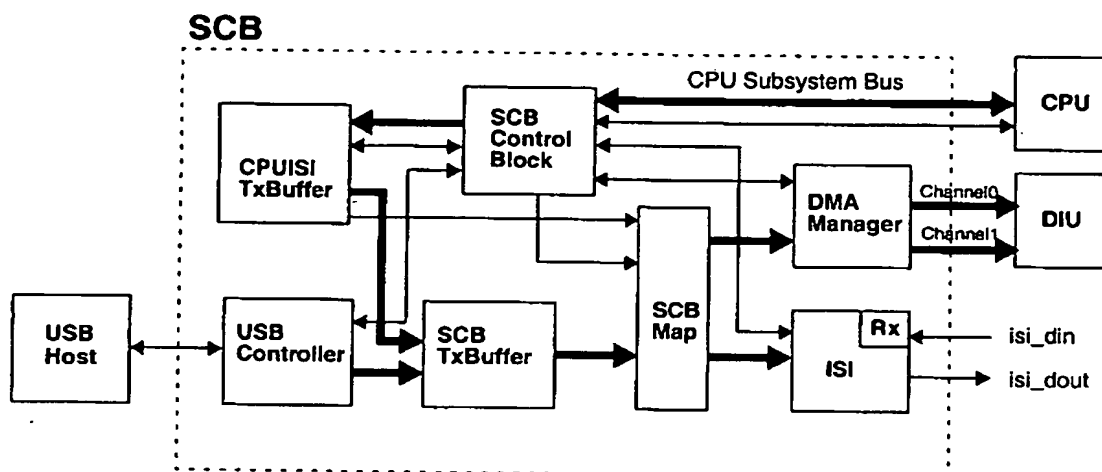 SCB
CPU Subsystem Bus
CPU
SCB
Control
Block
CPUISI
TxBuffer
DMA
Manager
Channel0
Channel1
DIU
SCB
Map
USB
Host
USB
Controller
SCB
TxBuffer
Rx
ISI
isi_din
isi_dout